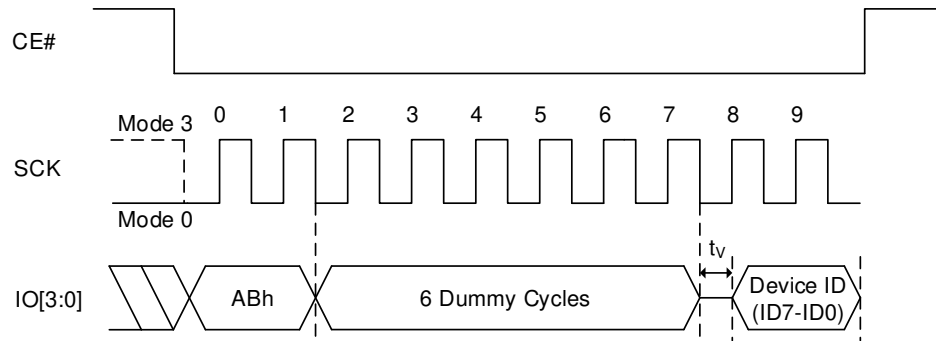 CE#
0 1 2 3 4 5 6 7 8 9
Mode 3
SCK
Mode 0
tV
IO[3:0]
ABh
6 Dummy Cycles
Device ID
(ID7-ID0)